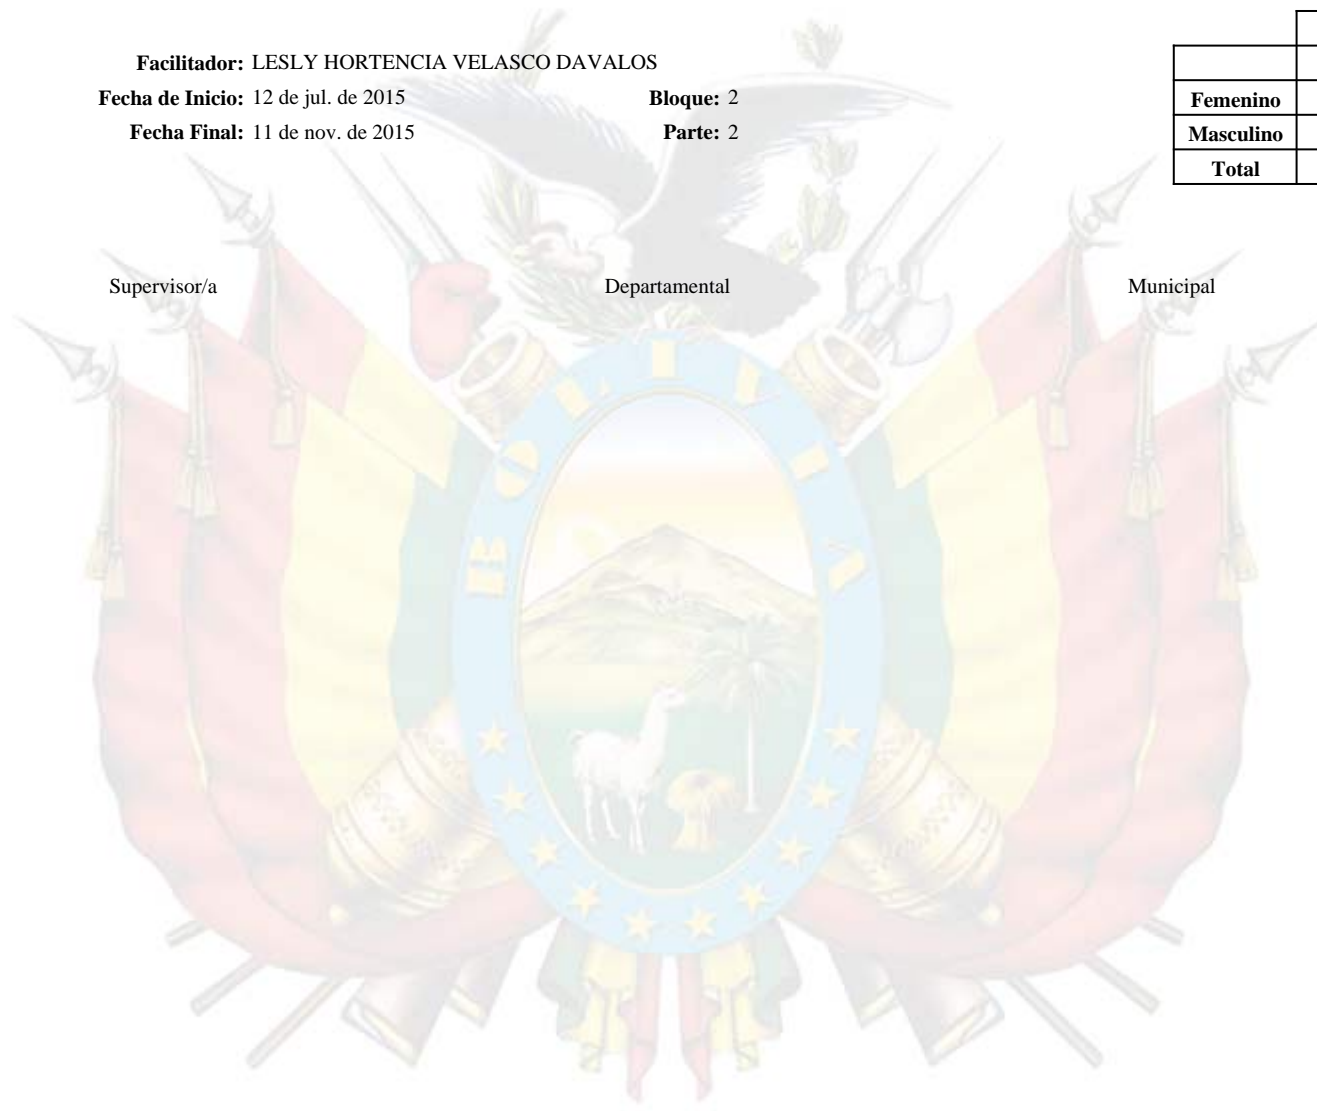 Facilitador: LESLY HORTENCIA VELASCO DAVALOS
Fecha de Inicio: 12 de jul. de 2015 Bloque: 2
Fecha Final: 11 de nov. de 2015 Parte: 2
Femenino
Masculino
Total
Supervisor/a Departamental Municipal
BOLIVIA